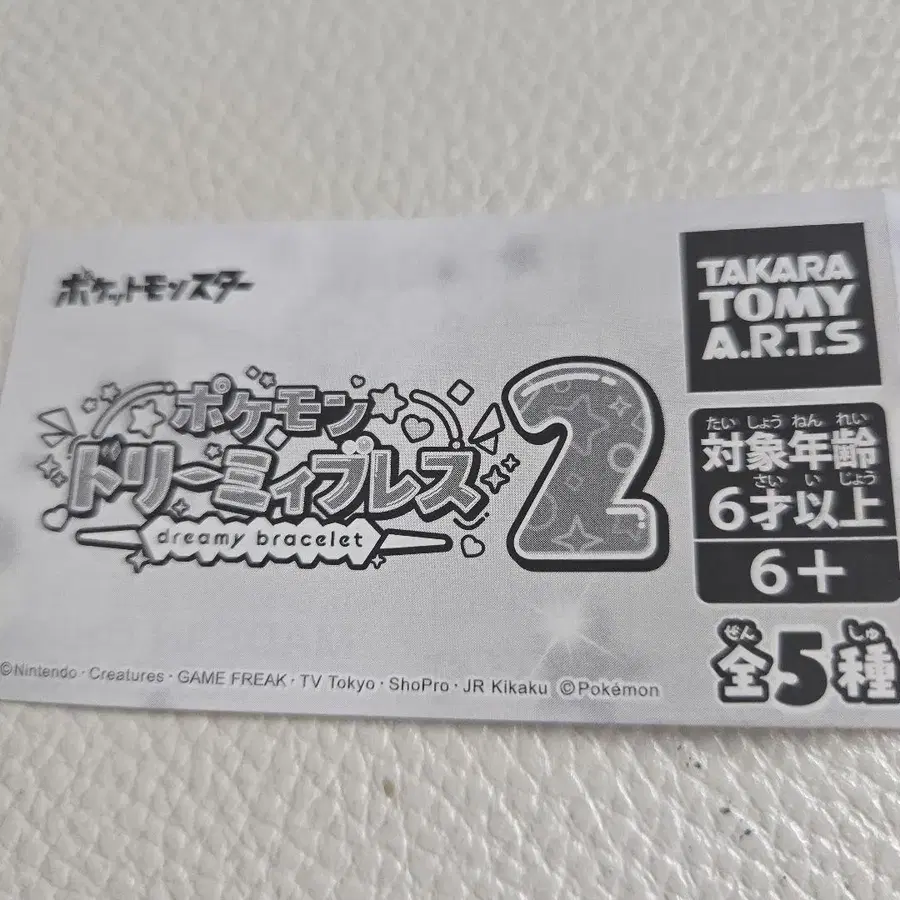 ポケットモンスター
TAKARA
TOMY
A.R.T.S
ポケモン
ドリーミィブレス2
dreamy bracelet
たいしょうねんれい
対象年齢
さいいじょう
6才以上
6+
ぜん しゅ
全5種
©Nintendo・Creatures・GAME FREAK・TV Tokyo・ShoPro・JR Kikaku ©Pokémon